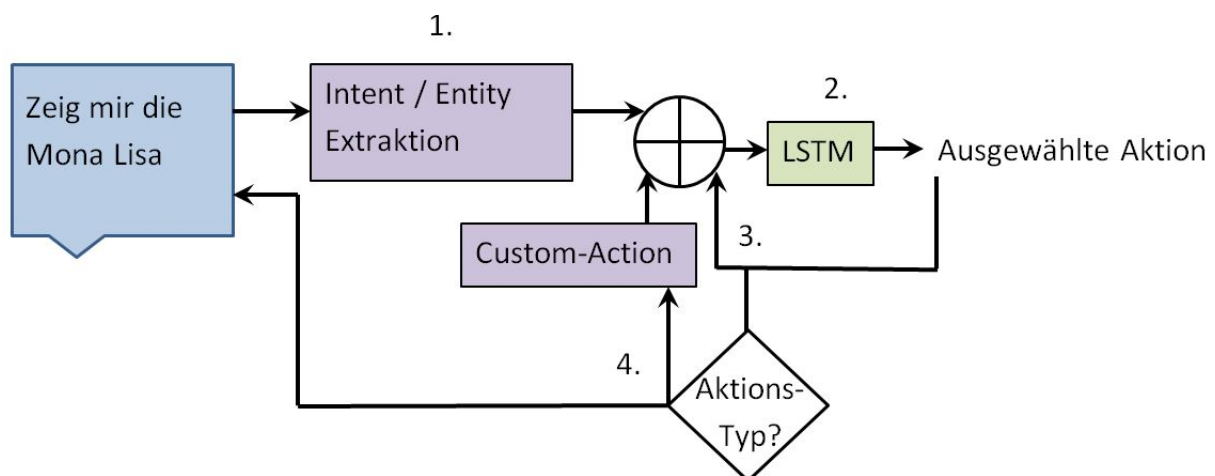 1.
Zeig mir die
Mona Lisa
Intent / Entity
Extraktion
2.
LSTM
Ausgewählte Aktion
Custom-Action
3.
4.
Aktions-
Typ?